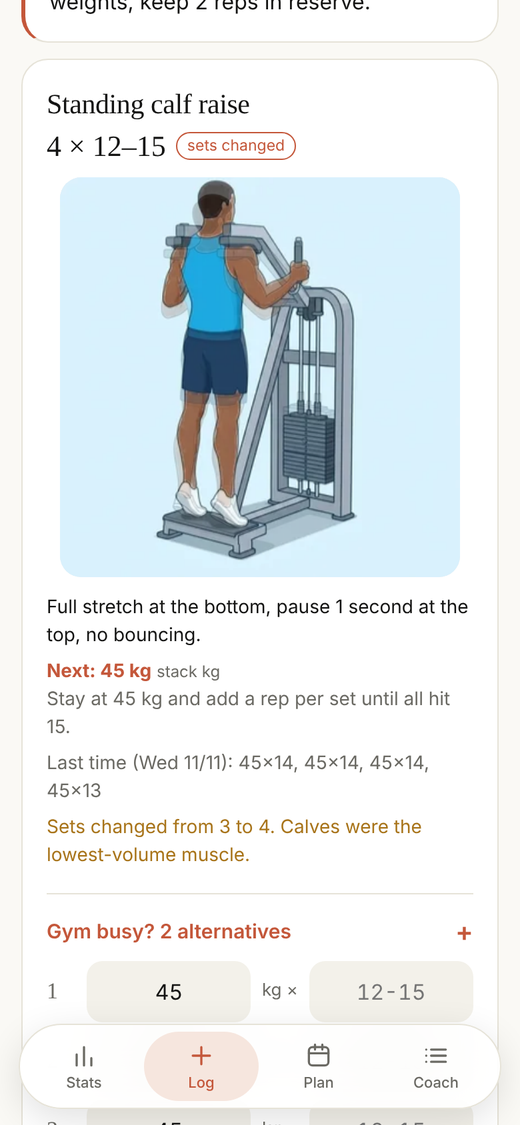 weights, keep 2 reps in reserve.
Standing calf raise
4 × 12–15 sets changed
Full stretch at the bottom, pause 1 second at the
top, no bouncing.
Next: 45 kg stack kg
Stay at 45 kg and add a rep per set until all hit
15.
Last time (Wed 11/11): 45×14, 45×14, 45×14,
45×13
Sets changed from 3 to 4. Calves were the
lowest-volume muscle.
Gym busy? 2 alternatives +
1 45 kg × 12-15
Stats Log Plan Coach